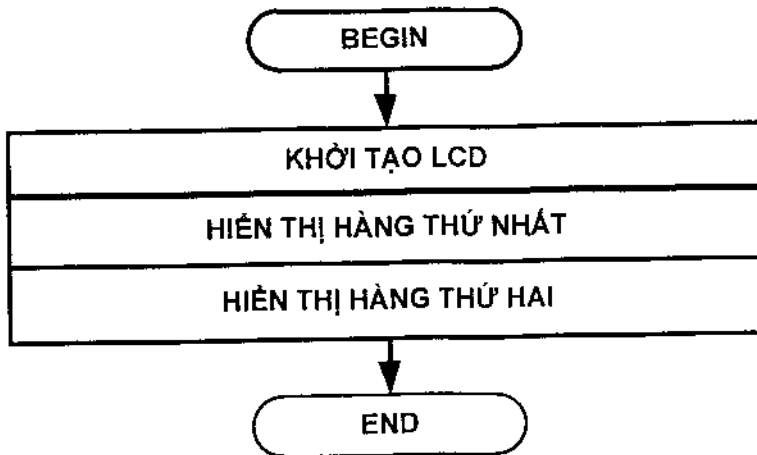 BEGIN
KHỞI TẠO LCD
HIỂN THỊ HÀNG THỨ NHẤT
HIỂN THỊ HÀNG THỨ HAI
END